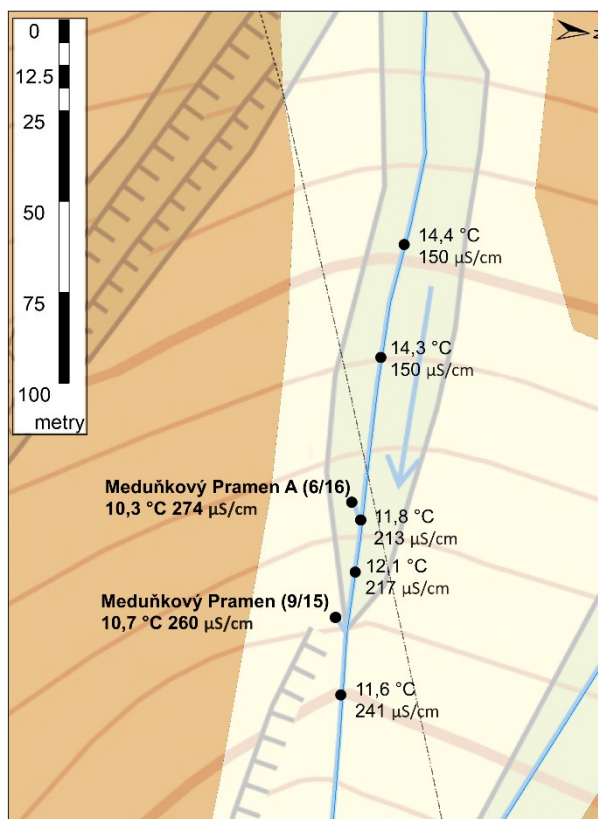 0
12.5
25
50
75
100
metry
z
14,4 °C
150 µS/cm
14,3 °C
150 µS/cm
Meduňkový Pramen A (6/16)
10,3 °C 274 µS/cm
11,8 °C
213 µS/cm
12,1 °C
217 µS/cm
Meduňkový Pramen (9/15)
10,7 °C 260 µS/cm
11,6 °C
241 µS/cm